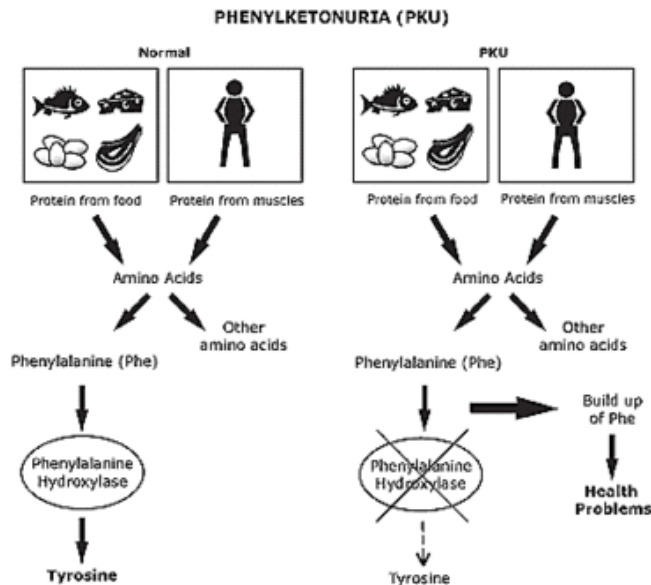 PHENYLKETONURIA (PKU)
Normal
Protein from food
Protein from muscles
Amino Acids
Other
amino acids
Phenylalanine (Phe)
Phenylalanine
Hydroxylase
Tyrosine
PKU
Protein from food
Protein from muscles
Amino Acids
Other
amino acids
Phenylalanine (Phe)
Build up
of Phe
Phenylalanine
Hydroxylase
Health
Problems
Tyrosine